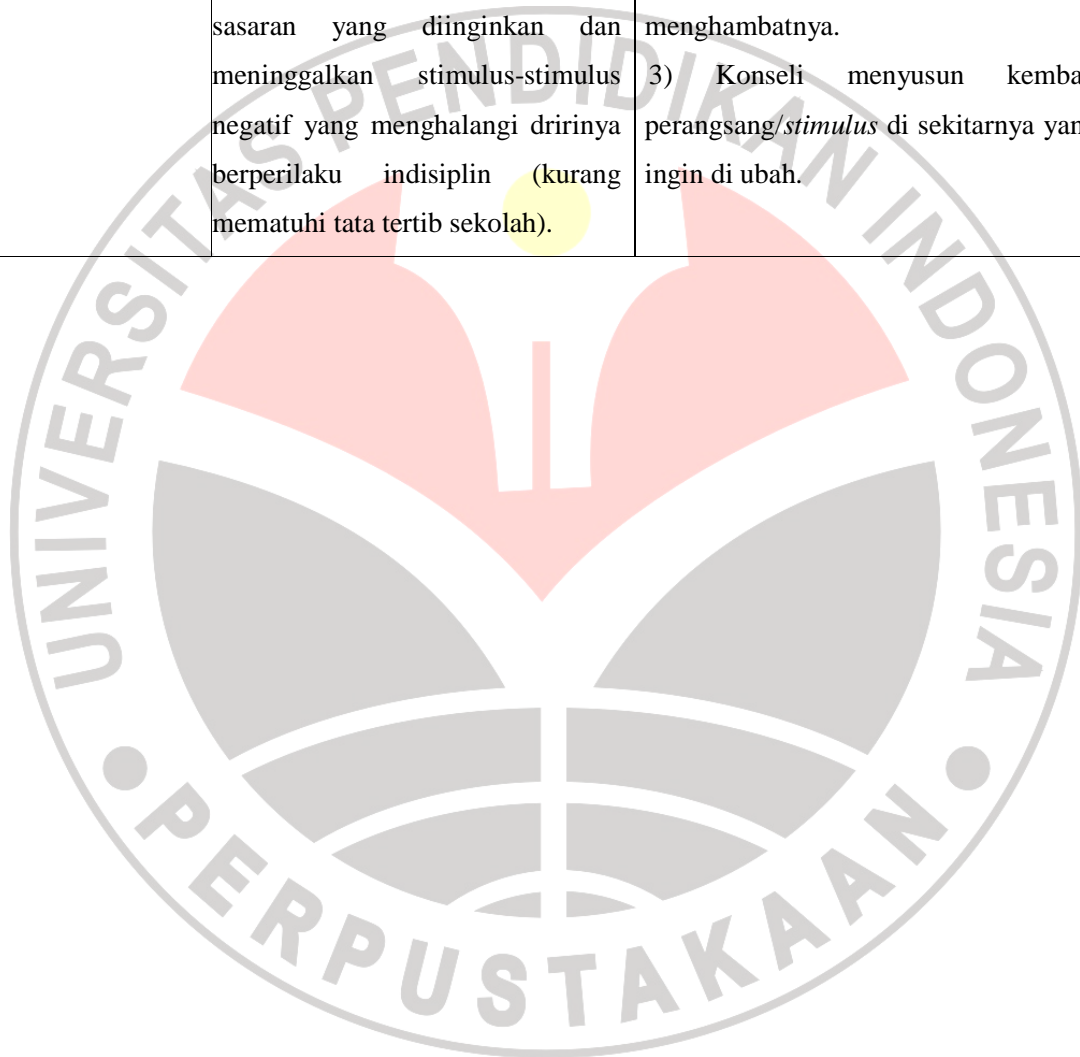 sasaran yang diinginkan dan
meninggalkan stimulus-stimulus
negatif yang menghalangi dririnya
berperilaku indisiplin (kurang
mematuhi tata tertib sekolah).
menghambatnya.
3) Konseli menyusun kemba
perangsang/stimulus di sekitarnya yan
ingin di ubah.
UNIVERSITAS PENDIDIKAN INDONESIA
PERPUSTAKAAN